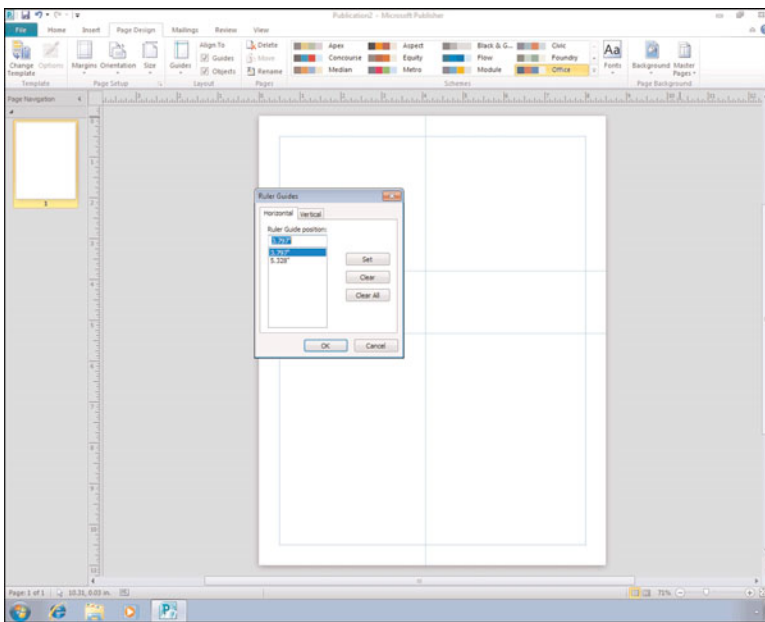 Publication2 - Microsoft Publisher
File Home Insert Page Design Mailings Review View
Change Template
Options
Margins Orientation Size
Guides
Align To
Guides
Objects
Delete
Move
Rename
Apex Aspect Black & G... Civic
Concourse Equity Flow Foundry
Median Metro Module Office
Aa
Fonts
Background
Master Pages
Template Page Setup Layout Pages Schemes Page Background
Page Navigation
1
Ruler Guides
Horizontal Vertical
Ruler Guide position:
5.328"
Set
Clear
Clear All
OK Cancel
Page: 1 of 1
10.31, 0.03 in.
71%